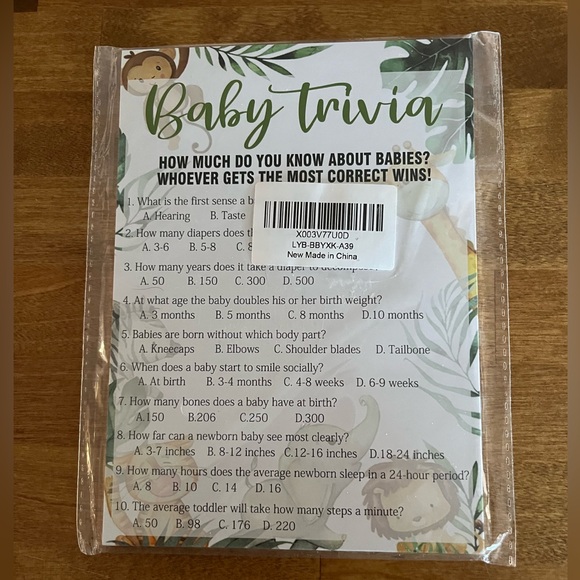 Baby Trivia
HOW MUCH DO YOU KNOW ABOUT BABIES?
WHOEVER GETS THE MOST CORRECT WINS!
1. What is the first sense a b
A. Hearing B. Taste
X003V77U0D
LYB-BBYXK-A39
New Made in China
2. How many diapers does th
A. 3-6 B. 5-8 C. 8
3. How many years does it take a diaper to decompose?
A. 50 B. 150 C. 300 D. 500
4. At what age the baby doubles his or her birth weight?
A. 3 months B. 5 months C. 8 months D.10 months
5. Babies are born without which body part?
A. Kneecaps B. Elbows C. Shoulder blades D. Tailbone
6. When does a baby start to smile socially?
A. At birth B. 3-4 months C. 4-8 weeks D. 6-9 weeks
7. How many bones does a baby have at birth?
A.150 B.206 C.250 D.300
8. How far can a newborn baby see most clearly?
A. 3-7 inches B. 8-12 inches C.12-16 inches D.18-24 inches
9. How many hours does the average newborn sleep in a 24-hour period?
A. 8 B. 10 C. 14 D. 16
10. The average toddler will take how many steps a minute?
A. 50 B. 98 C. 176 D. 220